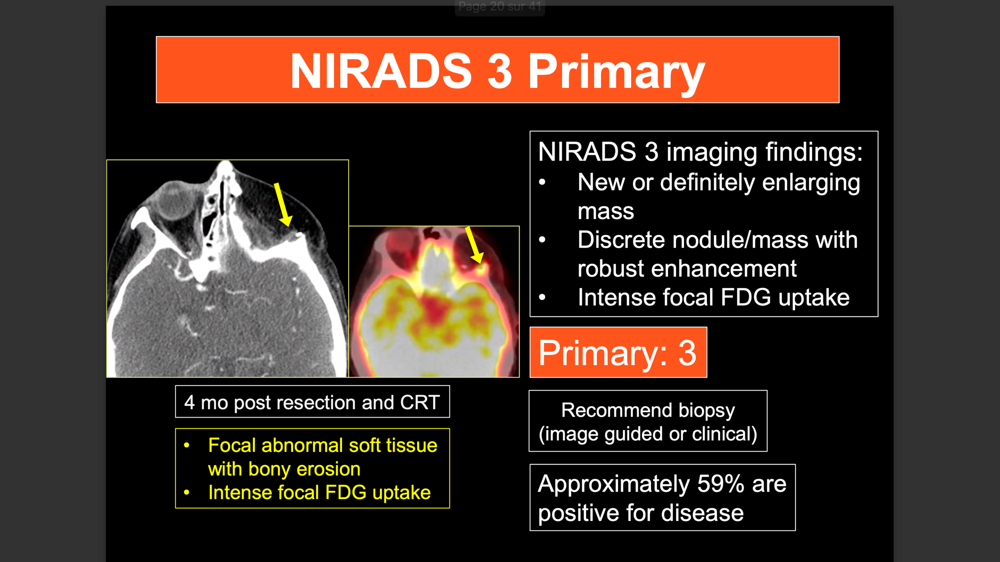 Page 20 sur 41
NIRADS 3 Primary
NIRADS 3 imaging findings:
• New or definitely enlarging
mass
• Discrete nodule/mass with
robust enhancement
• Intense focal FDG uptake
Primary: 3
4 mo post resection and CRT
• Focal abnormal soft tissue
with bony erosion
• Intense focal FDG uptake
Recommend biopsy
(image guided or clinical)
Approximately 59% are
positive for disease